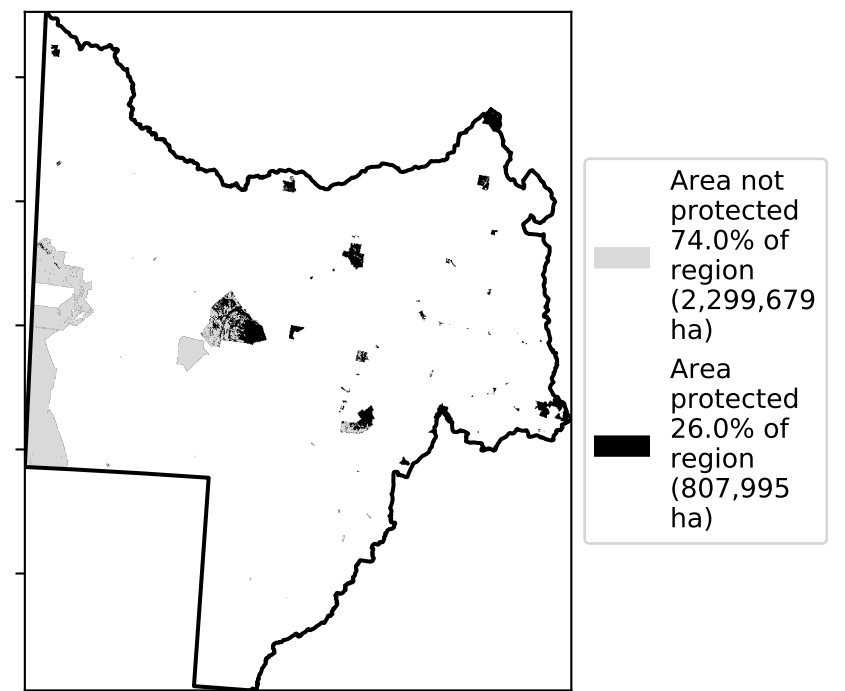 Area not
protected
74.0% of
region
(2,299,679
ha)
Area
protected
26.0% of
region
(807,995
ha)